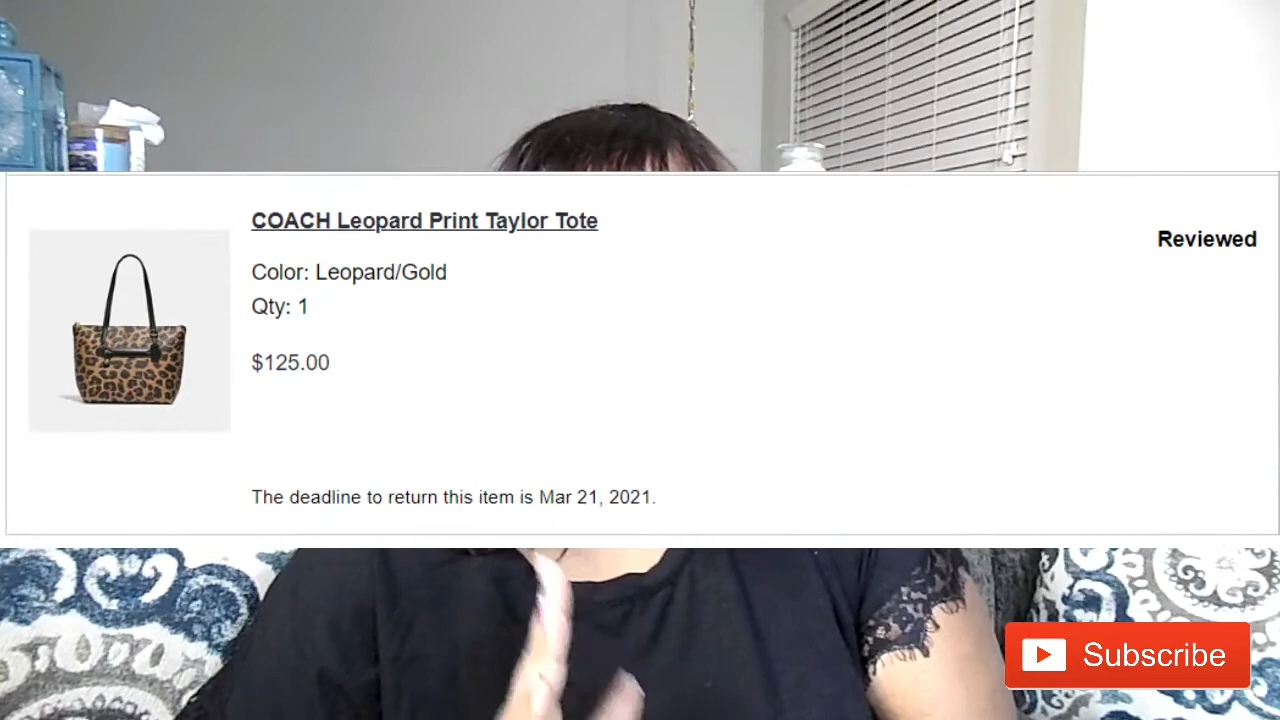 COACH Leopard Print Taylor Tote
Reviewed
Color: Leopard/Gold
Qty: 1
$125.00
The deadline to return this item is Mar 21, 2021.
Subscribe